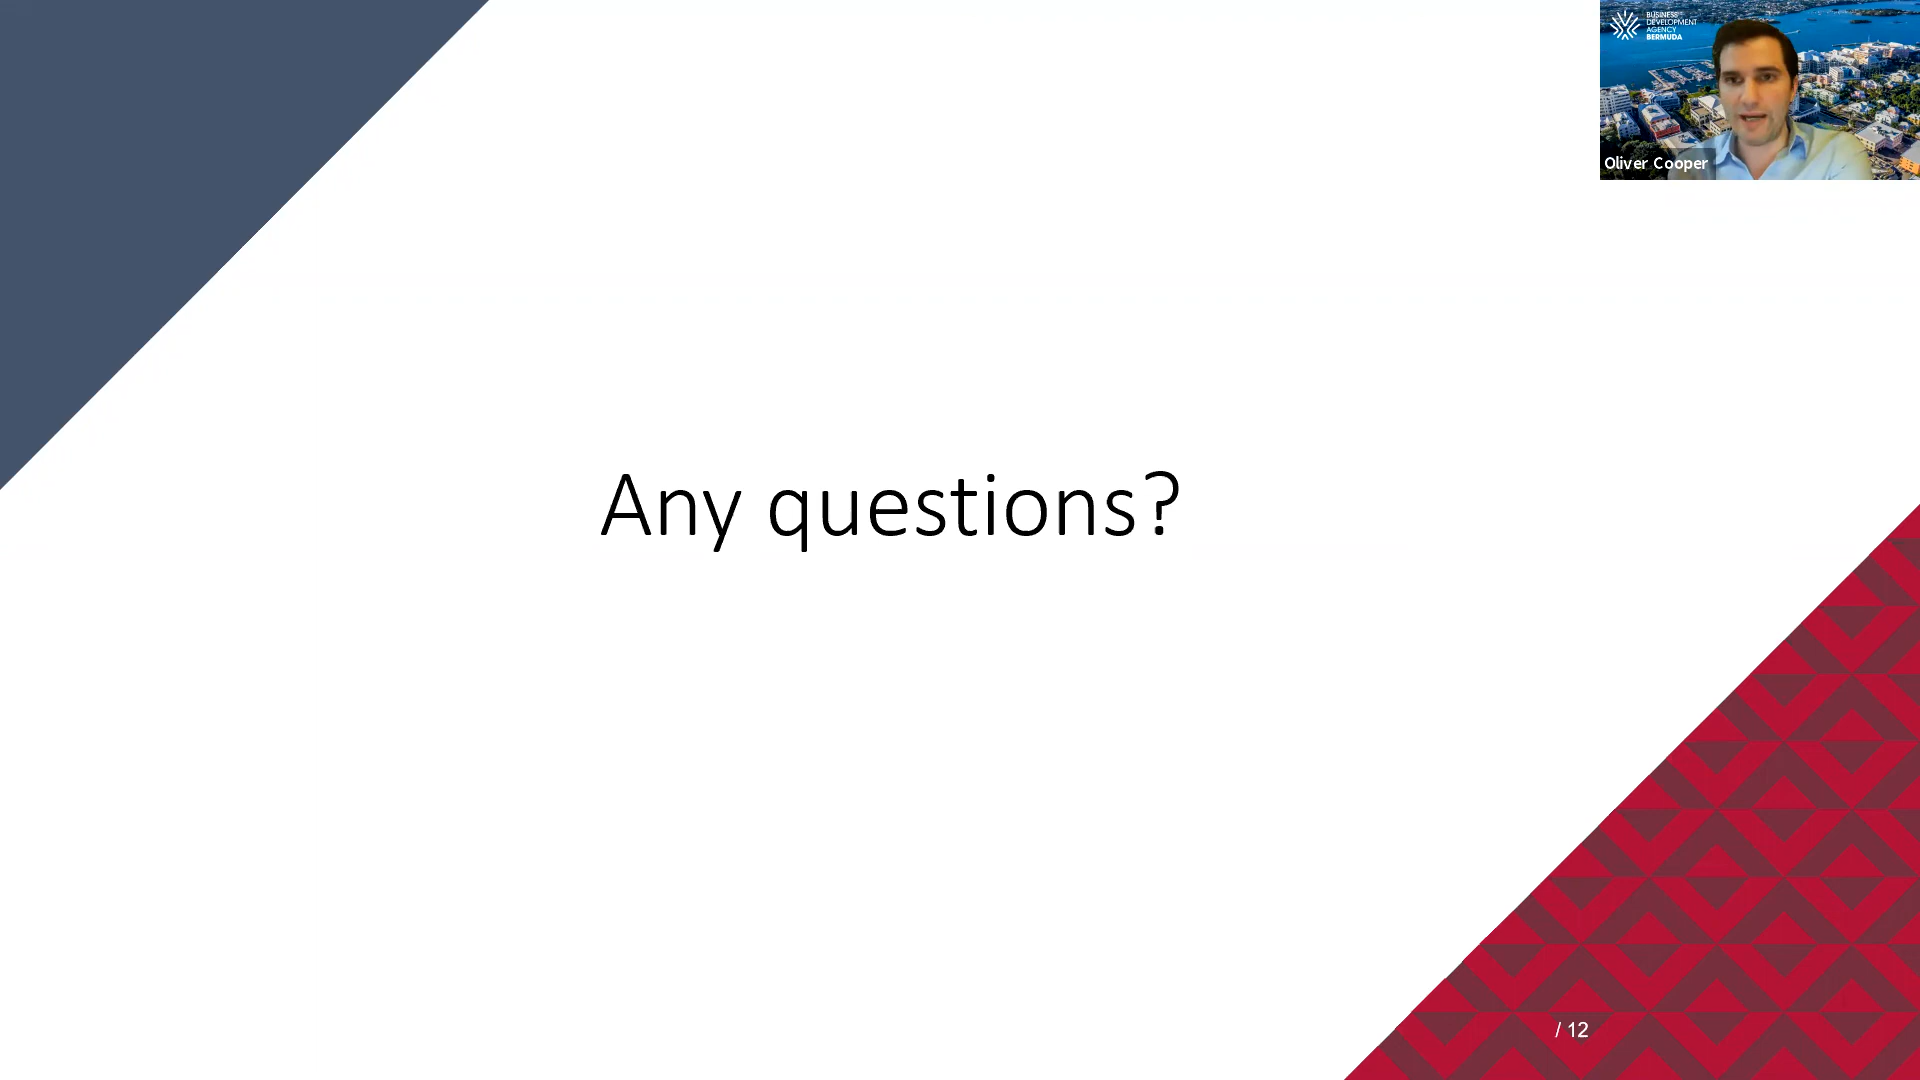 BUSINESS
DEVELOPMENT
AGENCY
BERMUDA
Oliver Cooper
Any questions?
/ 12